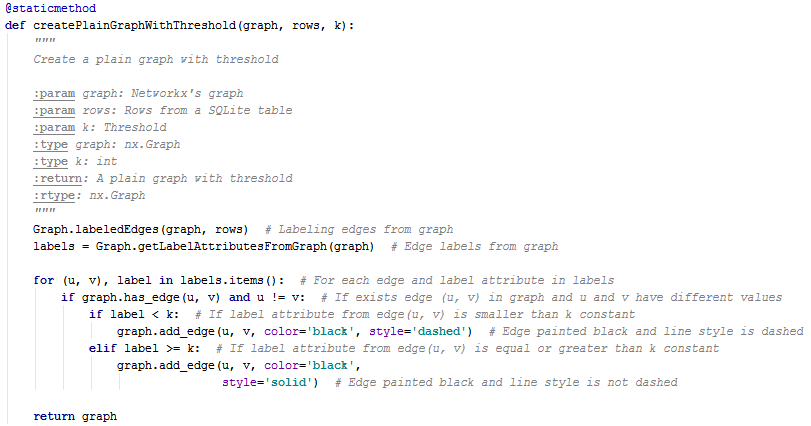 @staticmethod
def createPlainGraphWithThreshold(graph, rows, k):
    """
    Create a plain graph with threshold

    :param graph: Networkx's graph
    :param rows: Rows from a SQLite table
    :param k: Threshold
    :type graph: nx.Graph
    :type k: int
    :return: A plain graph with threshold
    :rtype: nx.Graph
    """
    Graph.labeledEdges(graph, rows)  # Labeling edges from graph
    labels = Graph.getLabelAttributesFromGraph(graph)  # Edge labels from graph

    for (u, v), label in labels.items():  # For each edge and label attribute in labels
        if graph.has_edge(u, v) and u != v:  # If exists edge (u, v) in graph and u and v have different values
            if label < k:  # If label attribute from edge(u, v) is smaller than k constant
                graph.add_edge(u, v, color='black', style='dashed')  # Edge painted black and line style is dashed
            elif label >= k:  # If label attribute from edge(u, v) is equal or greater than k constant
                graph.add_edge(u, v, color='black',
                               style='solid')  # Edge painted black and line style is not dashed

    return graph